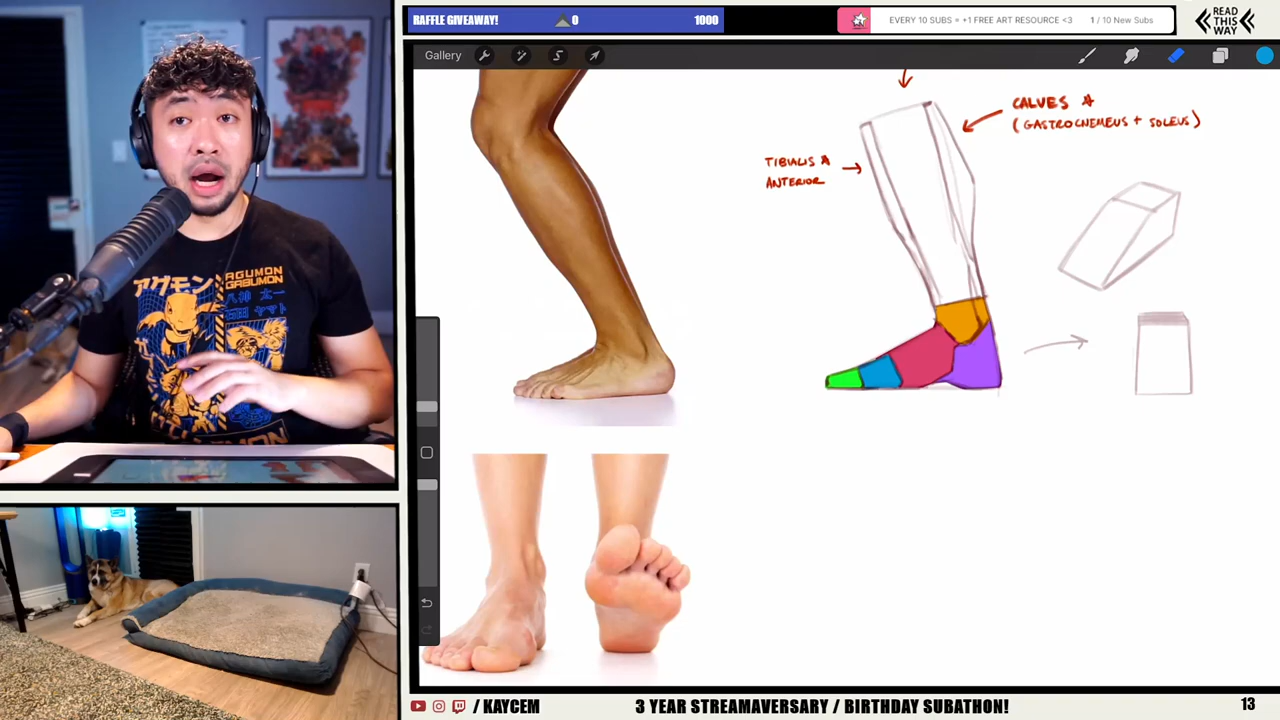 RAFFLE GIVEAWAY!
0
1000
EVERY 10 SUBS = +1 FREE ART RESOURCE <3
1 / 10 New Subs
READ
THIS
WAY
Gallery
CALVES
(GASTROCNEMEUS + SOLEUS)
TIBIALIS
ANTERIOR
アグモン
AGUMON
GABUMON
/ KAYCEM
3 YEAR STREAMAVERSARY / BIRTHDAY SUBATHON!
13